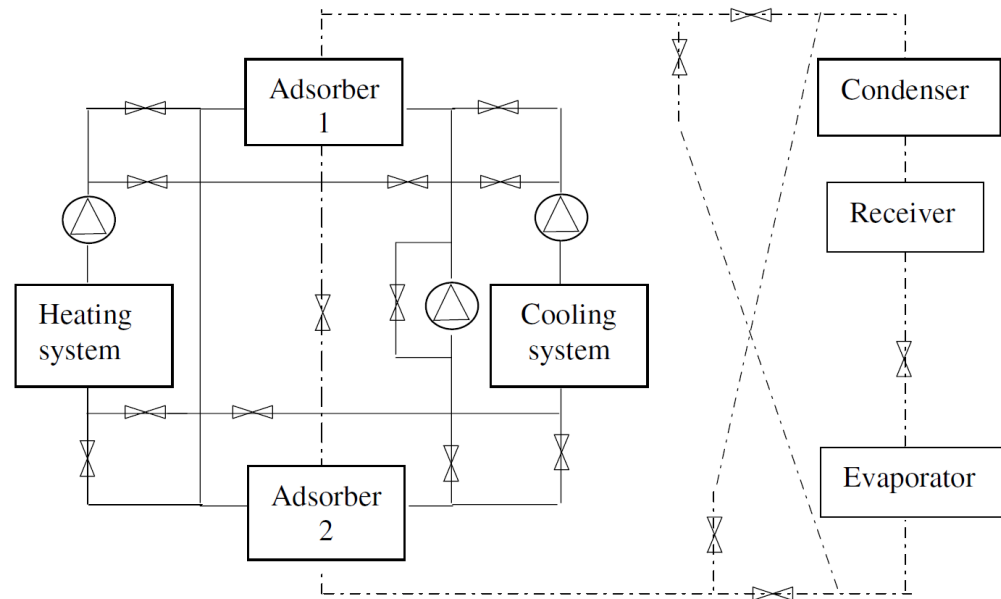 Adsorber
1
Condenser
Receiver
Heating
system
Cooling
system
Evaporator
Adsorber
2